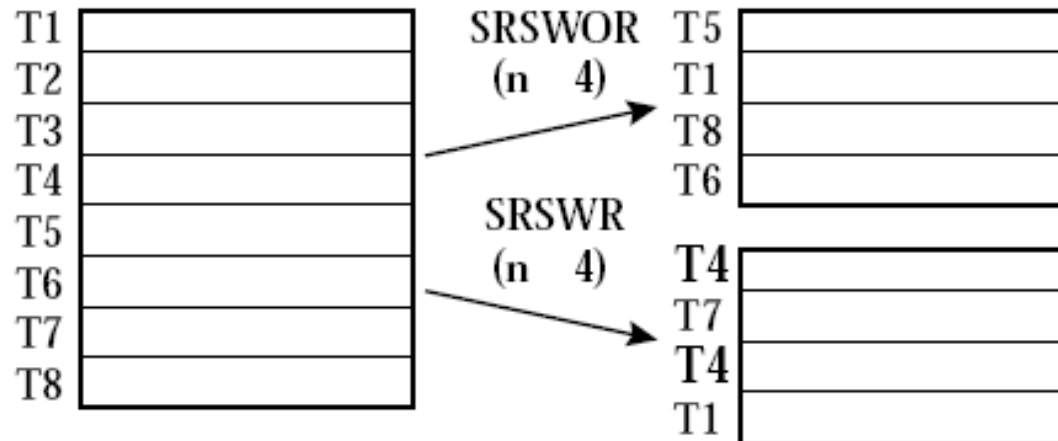 T1
T2
T3
T4
T5
T6
T7
T8
SRSWOR
(n 4)
SRSWR
(n 4)
T5
T1
T8
T6
T4
T7
T4
T1